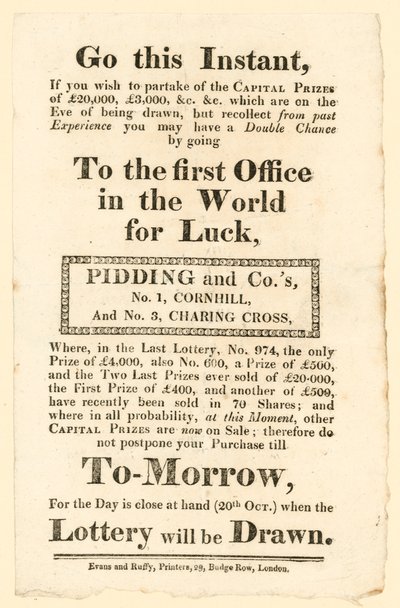 Go this Instant,
If you wish to partake of the Capital Prizes
of £20,000, £3,000, &c. &c. which are on the
Eve of being drawn, but recollect from past
Experience you may have a Double Chance
by going
To the first Office
in the World
for Luck,
PIDDING and Co.'s,
No. 1, CORNHILL,
And No. 3, CHARING CROSS,
Where, in the Last Lottery, No. 974, the only
Prize of £4,000, also No. 600, a Prize of £500,
and the Two Last Prizes ever sold of £20·000,
the First Prize of £400, and another of £509,
have recently been sold in 70 Shares; and
where in all probability, at this Moment, other
Capital Prizes are now on Sale; therefore do
not postpone your Purchase till
To-Morrow,
For the Day is close at hand (20th Oct.) when the
Lottery will be Drawn.
Evans and Ruffy, Printers, 29, Budge Row, London.